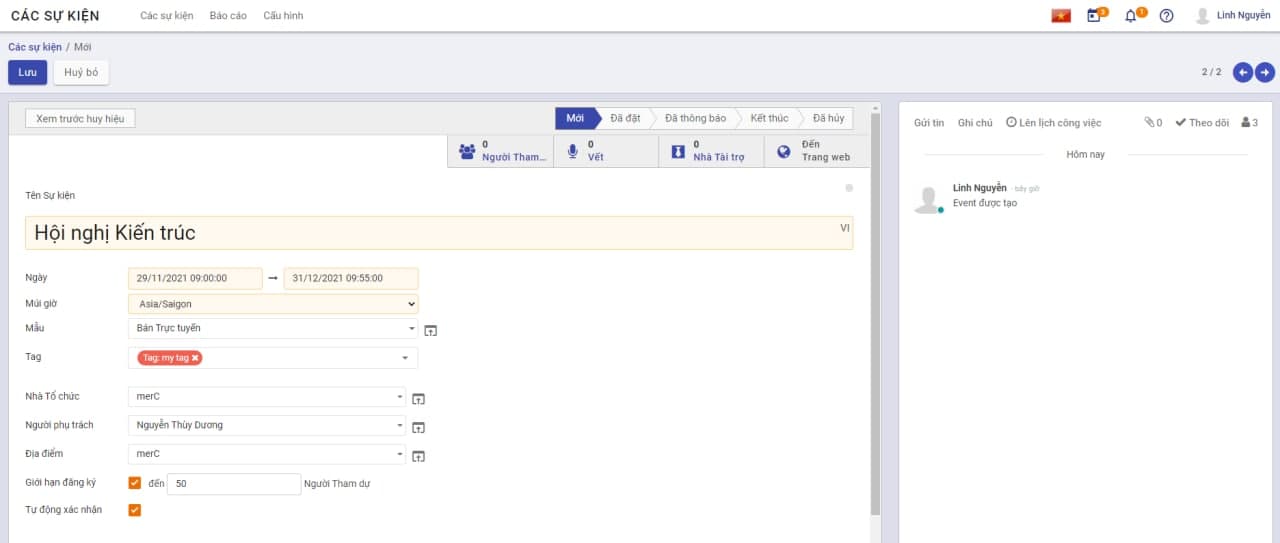 CÁC SỰ KIỆN Các sự kiện Báo cáo Cấu hình 3 1 Linh Nguyễn
Các sự kiện / Mới
Lưu Huỷ bỏ 2 / 2
Xem trước huy hiệu Mới Đã đặt Đã thông báo Kết thúc Đã hủy
0 Người Tham... 0 Vết 0 Nhà Tài trợ Đến Trang web
Tên Sự kiện
Hội nghị Kiến trúc VI
Ngày 29/11/2021 09:00:00 31/12/2021 09:55:00
Múi giờ Asia/Saigon
Mẫu Bán Trực tuyến
Tag Tag: my tag
Nhà Tổ chức merC
Người phụ trách Nguyễn Thùy Dương
Địa điểm merC
Giới hạn đăng ký đến 50 Người Tham dự
Tự động xác nhận
Gửi tin Ghi chú Lên lịch công việc 0 Theo dõi 3
Hôm nay
Linh Nguyễn - bây giờ
Event được tạo